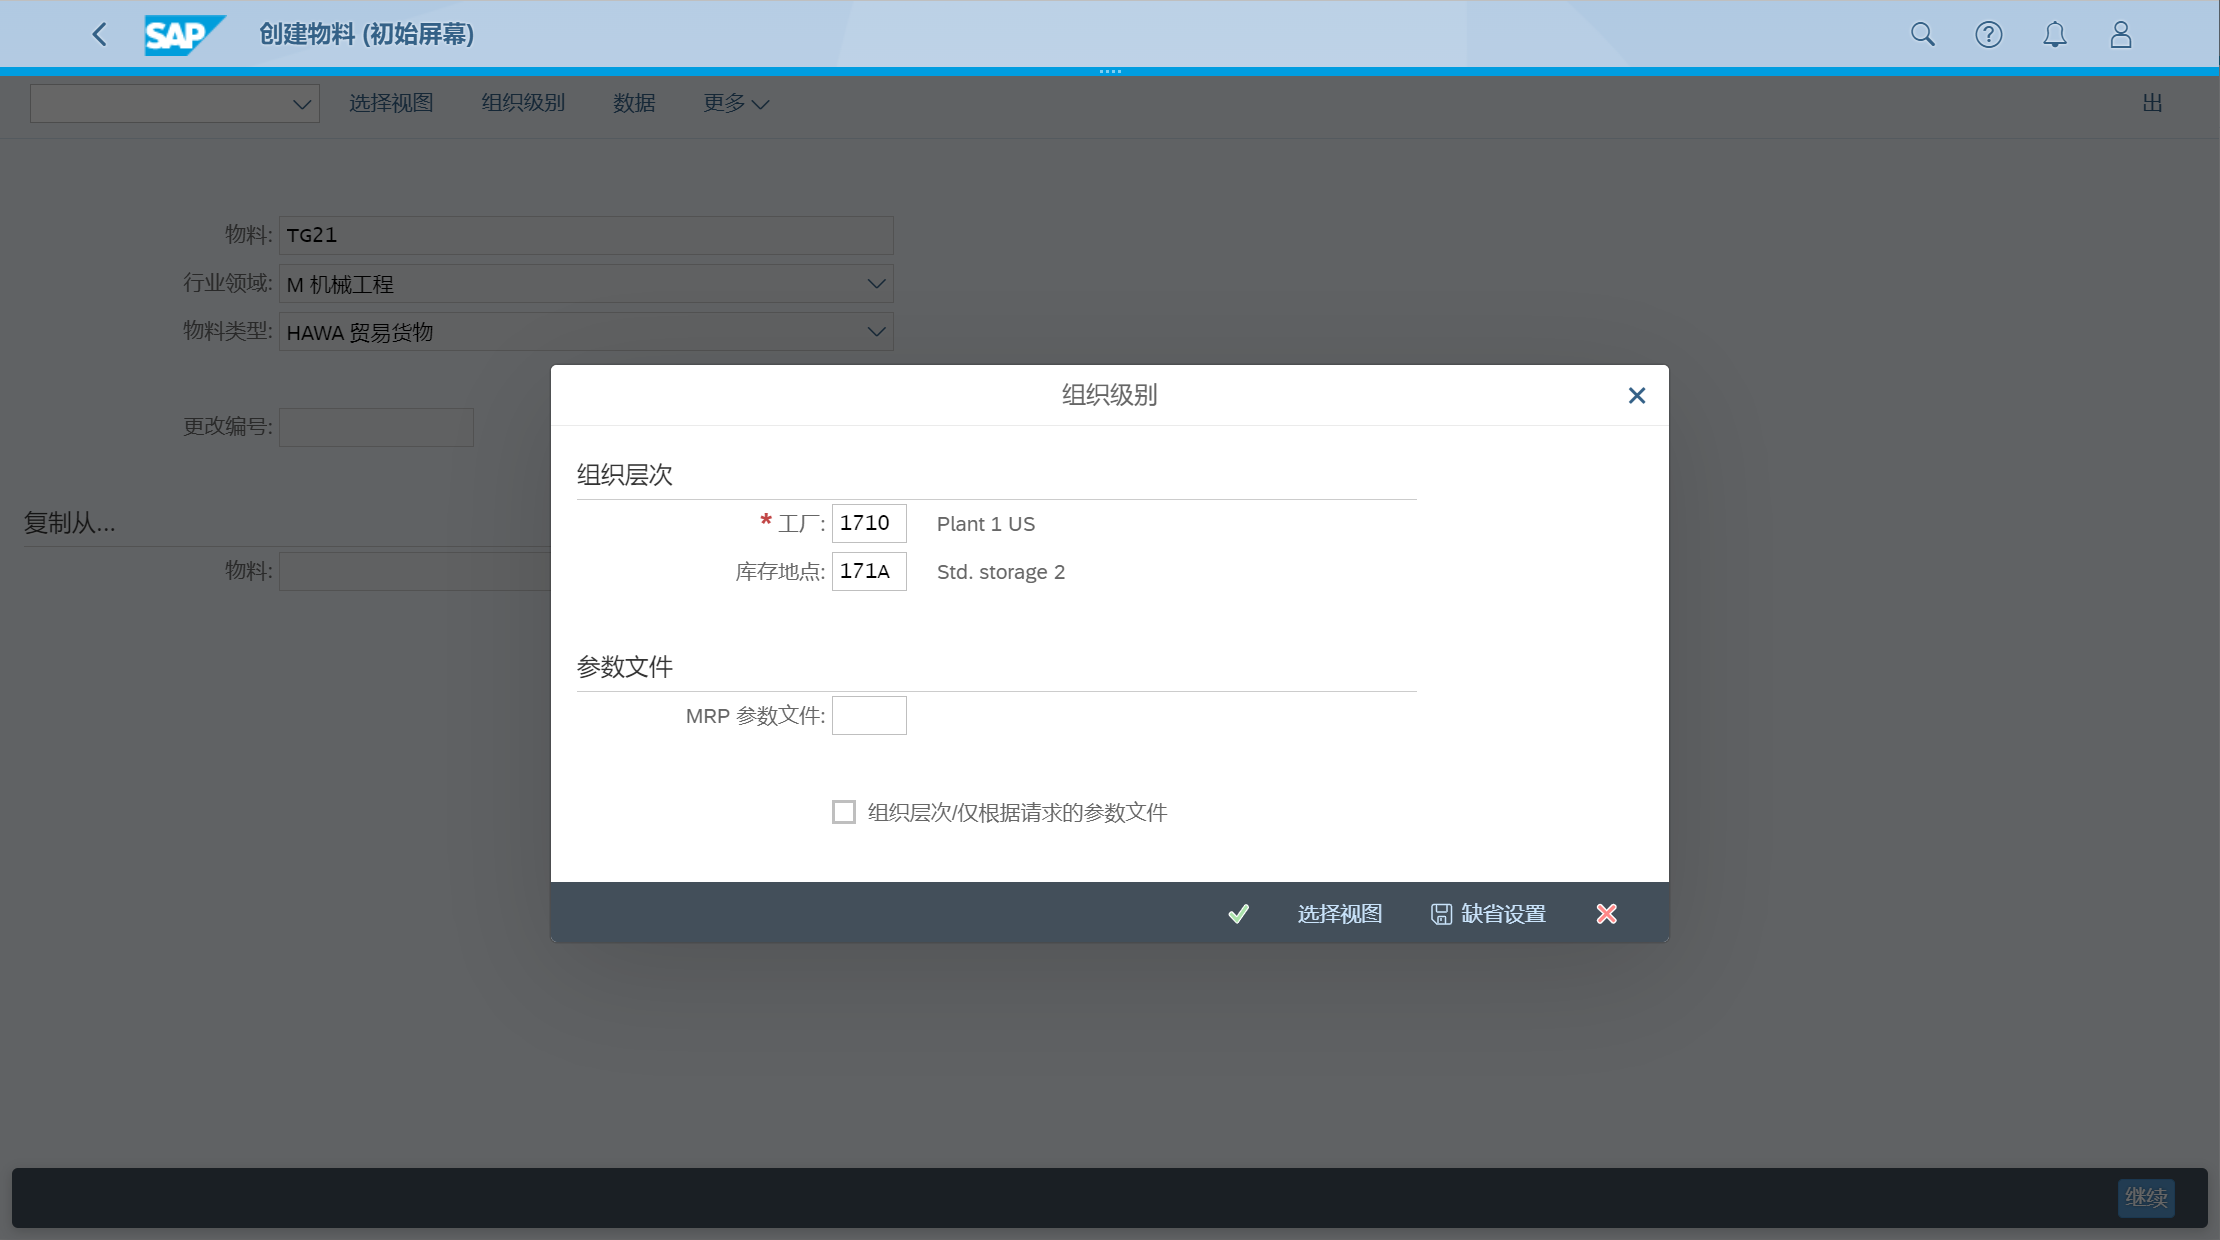 SAP 创建物料 (初始屏幕)
选择视图 组织级别 数据 更多 出
物料: TG21
行业领域: M 机械工程
物料类型: HAWA 贸易货物
更改编号:
复制从...
物料:
组织级别
组织层次
* 工厂: 1710 Plant 1 US
库存地点: 171A Std. storage 2
参数文件
MRP 参数文件:
组织层次/仅根据请求的参数文件
选择视图 缺省设置
继续